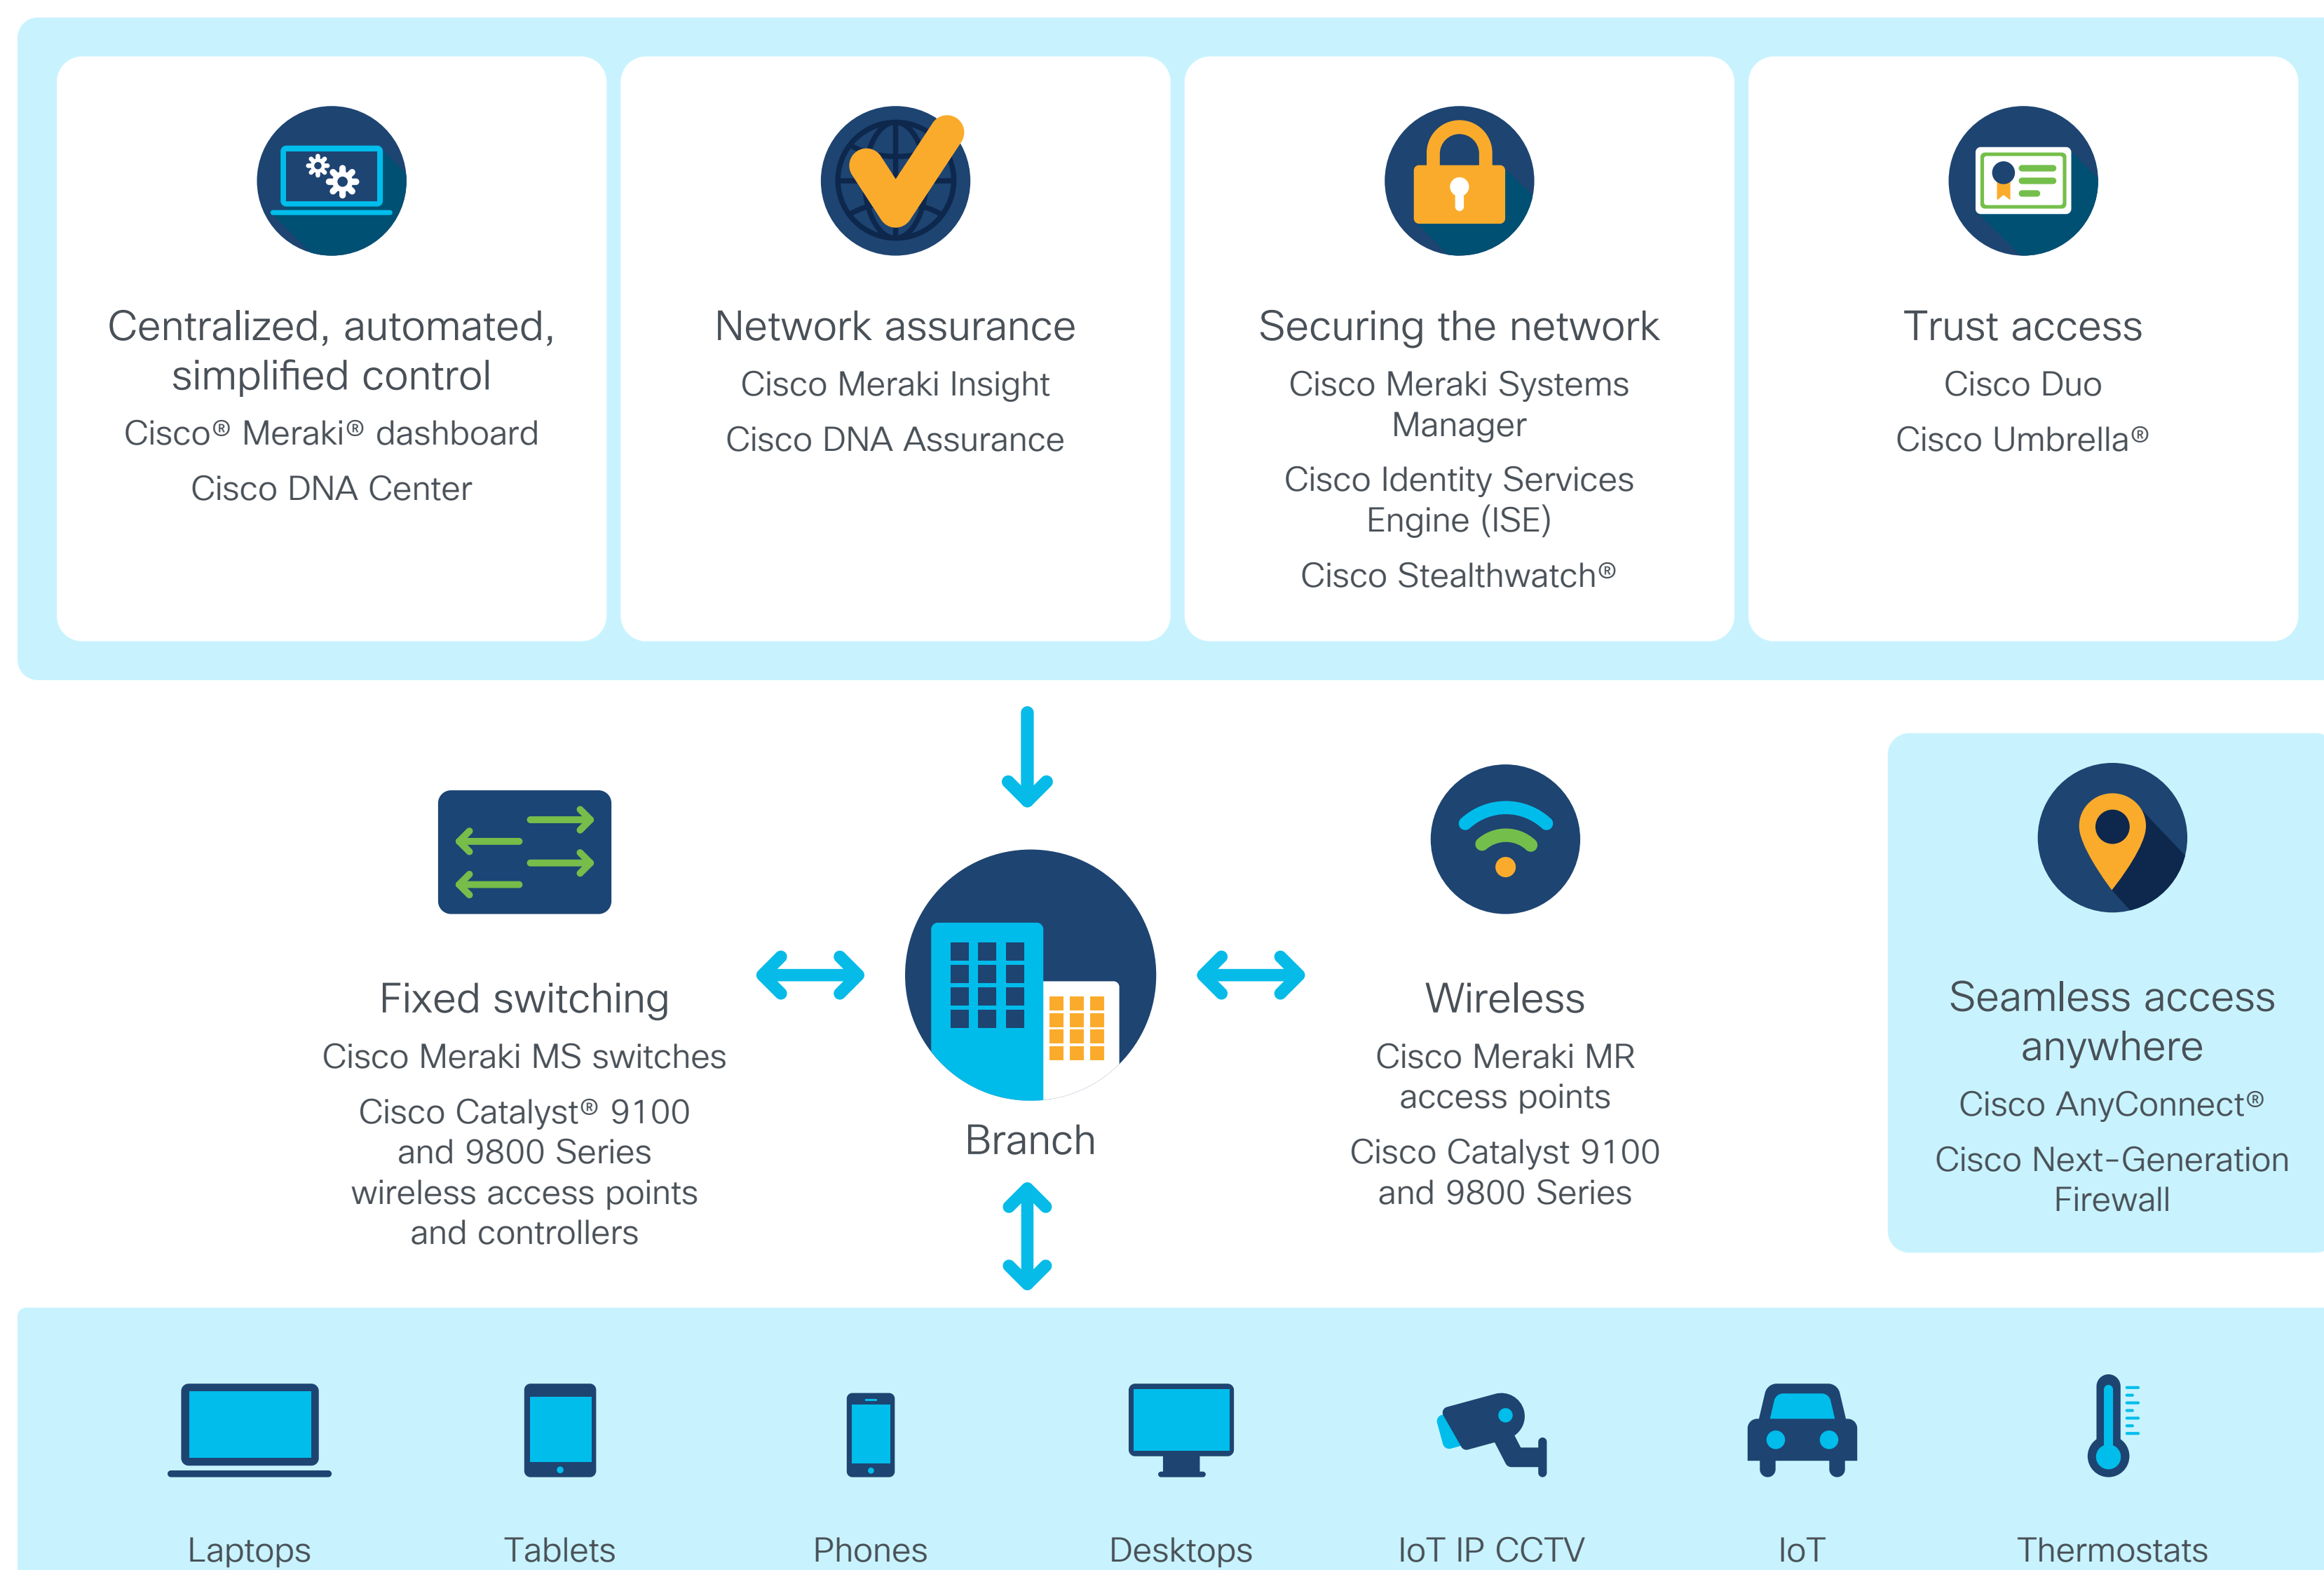 Centralized, automated,
simplified control
Cisco® Meraki® dashboard
Cisco DNA Center
Network assurance
Cisco Meraki Insight
Cisco DNA Assurance
Securing the network
Cisco Meraki Systems
Manager
Cisco Identity Services
Engine (ISE)
Cisco Stealthwatch®
Trust access
Cisco Duo
Cisco Umbrella®
Fixed switching
Cisco Meraki MS switches
Cisco Catalyst® 9100
and 9800 Series
wireless access points
and controllers
Branch
Wireless
Cisco Meraki MR
access points
Cisco Catalyst 9100
and 9800 Series
Seamless access
anywhere
Cisco AnyConnect®
Cisco Next-Generation
Firewall
Laptops
Tablets
Phones
Desktops
IoT IP CCTV
IoT
Thermostats